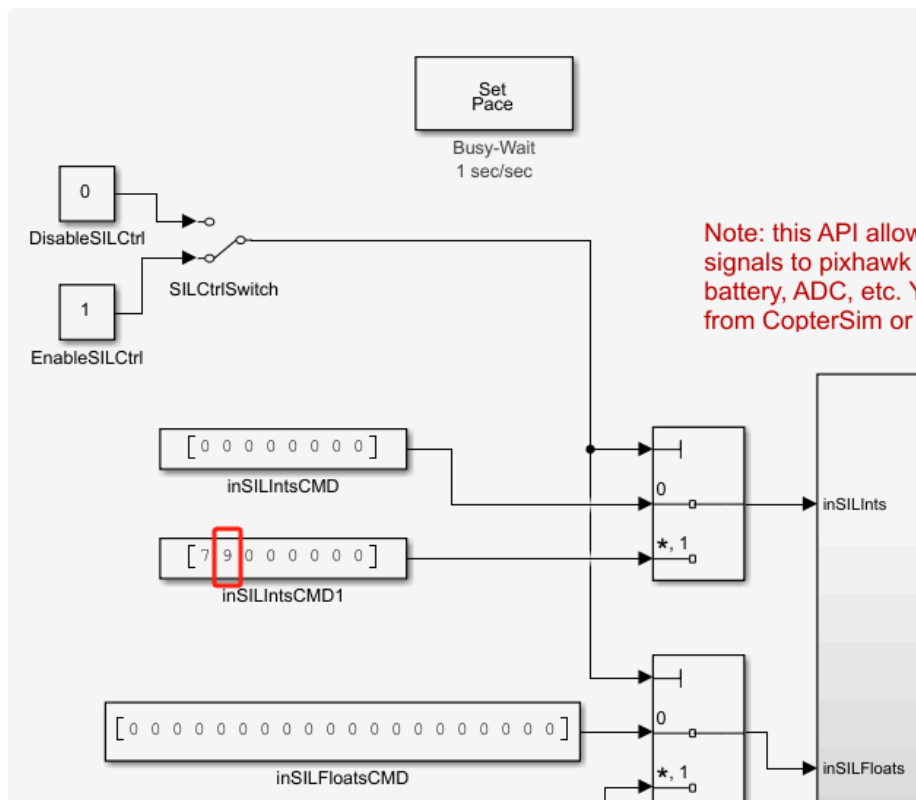 Set
Pace
Busy-Wait
1 sec/sec
0
DisableSILCtrl
SILCtrlSwitch
1
EnableSILCtrl
Note: this API allow
signals to pixhawk
battery, ADC, etc. Y
from CopterSim or
[0 0 0 0 0 0 0 0]
inSILIntsCMD
0
inSILInts
[7 9 0 0 0 0 0 0]
*, 1
inSILIntsCMD1
[0 0 0 0 0 0 0 0 0 0 0 0 0 0 0 0 0 0 0 0]
inSILFloatsCMD
0
*, 1
inSILFloats